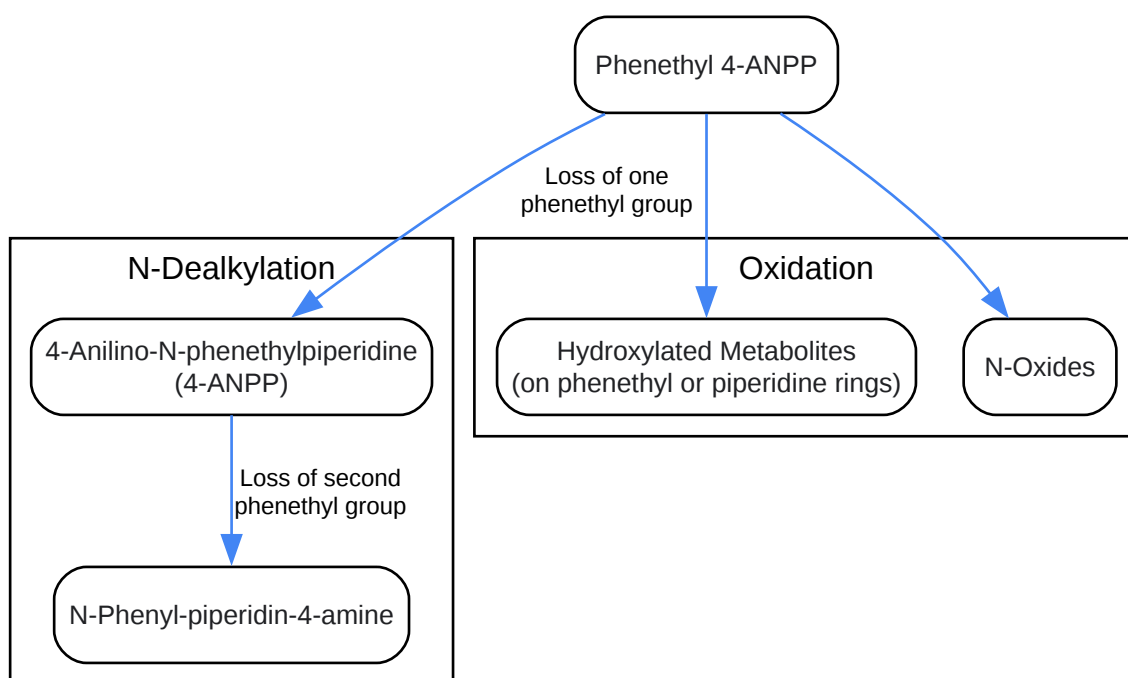 Phenethyl 4-ANPP
Loss of one
phenethyl group
N-Dealkylation
Oxidation
4-Anilino-N-phenethylpiperidine
(4-ANPP)
Hydroxylated Metabolites
(on phenethyl or piperidine rings)
N-Oxides
Loss of second
phenethyl group
N-Phenyl-piperidin-4-amine